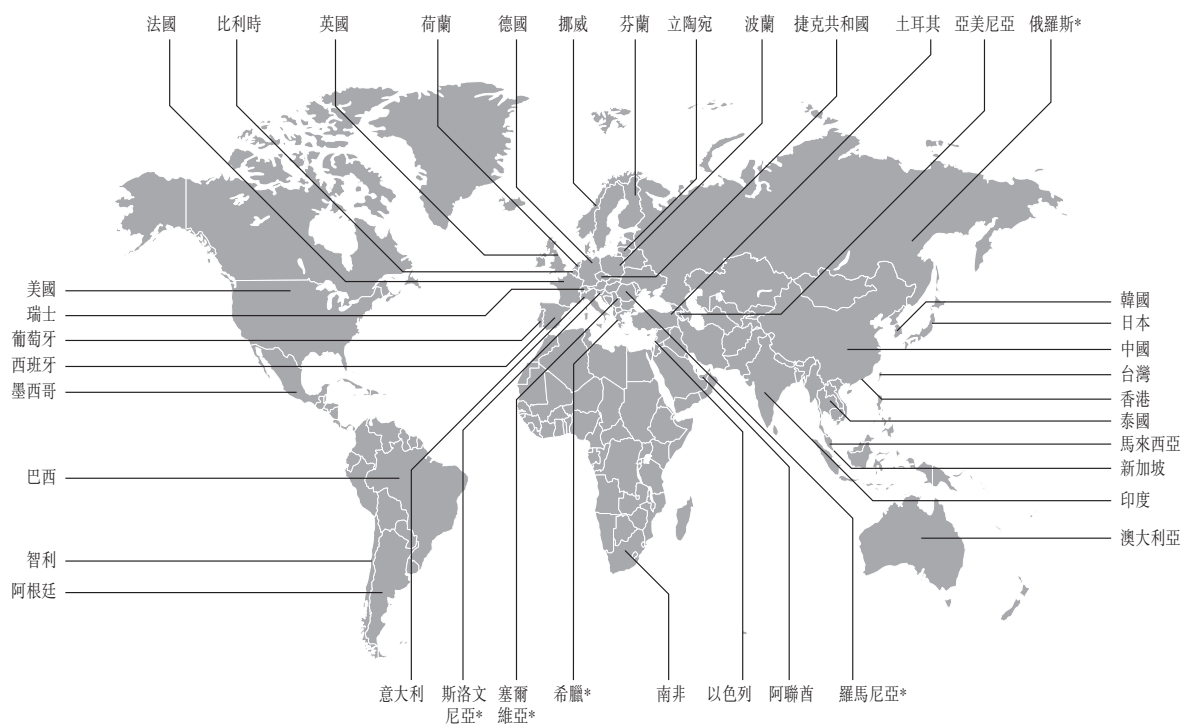 法國
比利時
英國
荷蘭
德國
挪威
芬蘭
立陶宛
波蘭
捷克共和國
土耳其
亞美尼亞
俄羅斯*
美國
瑞士
葡萄牙
西班牙
墨西哥
巴西
智利
阿根廷
韓國
日本
中國
台灣
香港
泰國
馬來西亞
新加坡
印度
澳大利亞
意大利
斯洛文
尼亞*
塞爾
維亞*
希臘*
南非
以色列
阿聯酋
羅馬尼亞*